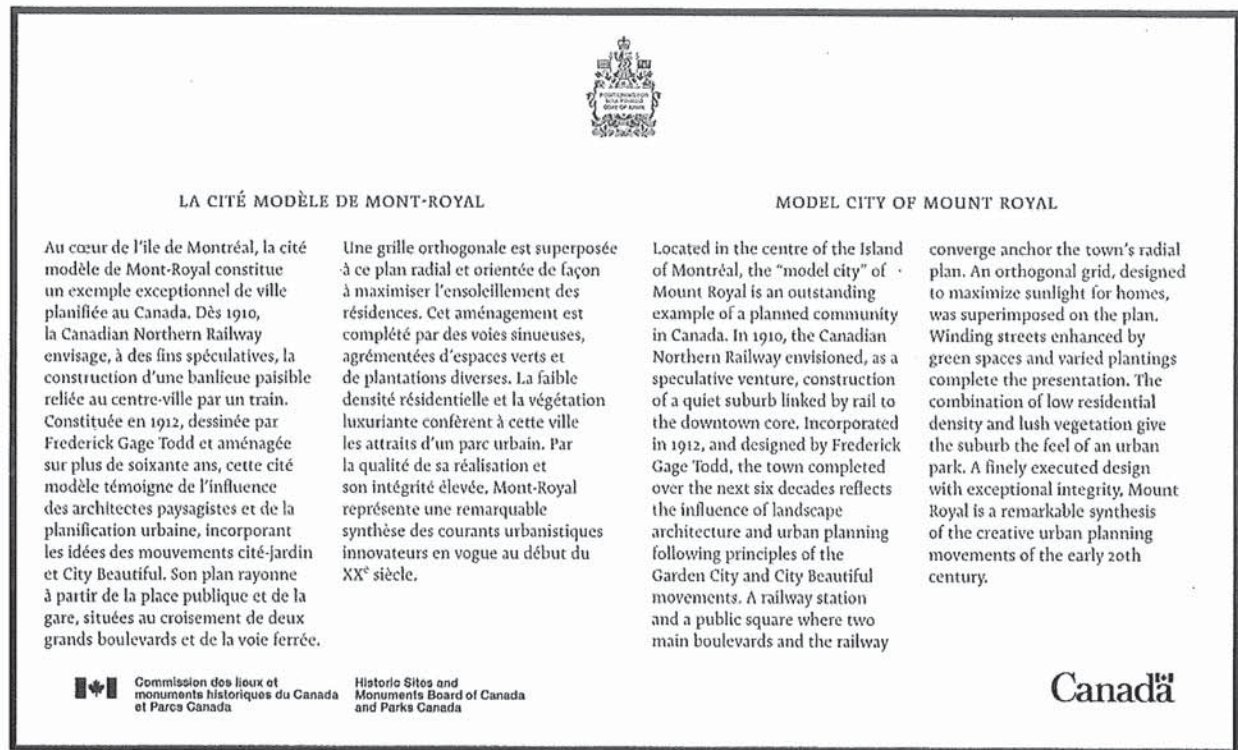 LA CITÉ MODÈLE DE MONT-ROYAL
Au cœur de l'île de Montréal, la cité
modèle de Mont-Royal constitue
un exemple exceptionnel de ville
planifiée au Canada. Dès 1910,
la Canadian Northern Railway
envisage, à des fins spéculatives, la
construction d'une banlieue paisible
reliée au centre-ville par un train.
Constituée en 1912, dessinée par
Frederick Gage Todd et aménagée
sur plus de soixante ans, cette cité
modèle témoigne de l'influence
des architectes paysagistes et de la
planification urbaine, incorporant
les idées des mouvements cité-jardin
et City Beautiful. Son plan rayonne
à partir de la place publique et de la
gare, situées au croisement de deux
grands boulevards et de la voie ferrée.
Une grille orthogonale est superposée
à ce plan radial et orientée de façon
à maximiser l'ensoleillement des
résidences. Cet aménagement est
complété par des voies sinueuses,
agrémentées d'espaces verts et
de plantations diverses. La faible
densité résidentielle et la végétation
luxuriante confèrent à cette ville
les attraits d'un parc urbain. Par
la qualité de sa réalisation et
son intégrité élevée, Mont-Royal
représente une remarquable
synthèse des courants urbanistiques
innovateurs en vogue au début du
XXe siècle.
MODEL CITY OF MOUNT ROYAL
Located in the centre of the Island
of Montréal, the "model city" of
Mount Royal is an outstanding
example of a planned community
in Canada. In 1910, the Canadian
Northern Railway envisioned, as a
speculative venture, construction
of a quiet suburb linked by rail to
the downtown core. Incorporated
in 1912, and designed by Frederick
Gage Todd, the town completed
over the next six decades reflects
the influence of landscape
architecture and urban planning
following principles of the
Garden City and City Beautiful
movements. A railway station
and a public square where two
main boulevards and the railway
converge anchor the town's radial
plan. An orthogonal grid, designed
to maximize sunlight for homes,
was superimposed on the plan.
Winding streets enhanced by
green spaces and varied plantings
complete the presentation. The
combination of low residential
density and lush vegetation give
the suburb the feel of an urban
park. A finely executed design
with exceptional integrity, Mount
Royal is a remarkable synthesis
of the creative urban planning
movements of the early 20th
century.
Commission des lieux et
monuments historiques du Canada
et Parcs Canada
Historic Sites and
Monuments Board of Canada
and Parks Canada
Canada